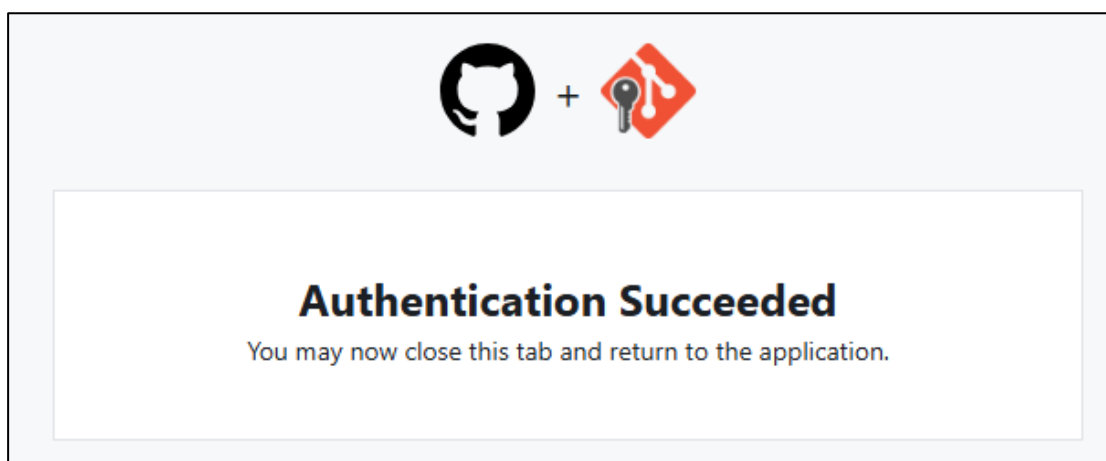 +
Authentication Succeeded
You may now close this tab and return to the application.